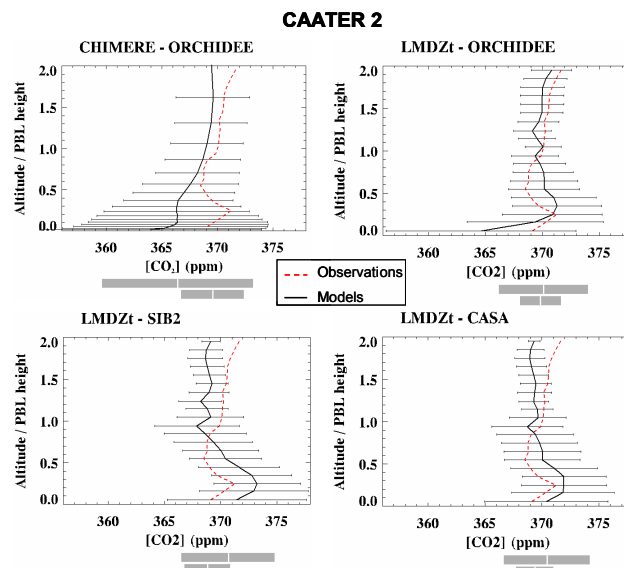 CAATER 2
CHIMERE - ORCHIDEE
LMDZt - ORCHIDEE
Altitude / PBL height
2.0
1.5
1.0
0.5
0.0
360
365
370
375
[CO2] (ppm)
Altitude / PBL height
2.0
1.5
1.0
0.5
0.0
360
365
370
375
[CO2] (ppm)
Observations
Models
LMDZt - SIB2
LMDZt - CASA
Altitude / PBL height
2.0
1.5
1.0
0.5
0.0
360
365
370
375
[CO2] (ppm)
Altitude / PBL height
2.0
1.5
1.0
0.5
0.0
360
365
370
375
[CO2] (ppm)